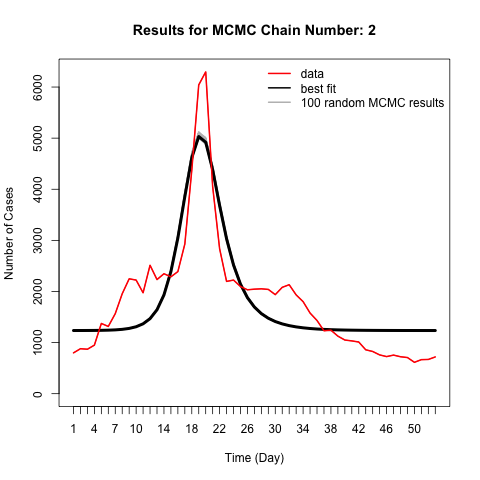 Results for MCMC Chain Number: 2
data
best fit
100 random MCMC results
Number of Cases
6000
5000
4000
3000
2000
1000
0
1 4 7 10 14 18 22 26 30 34 38 42 46 50
Time (Day)